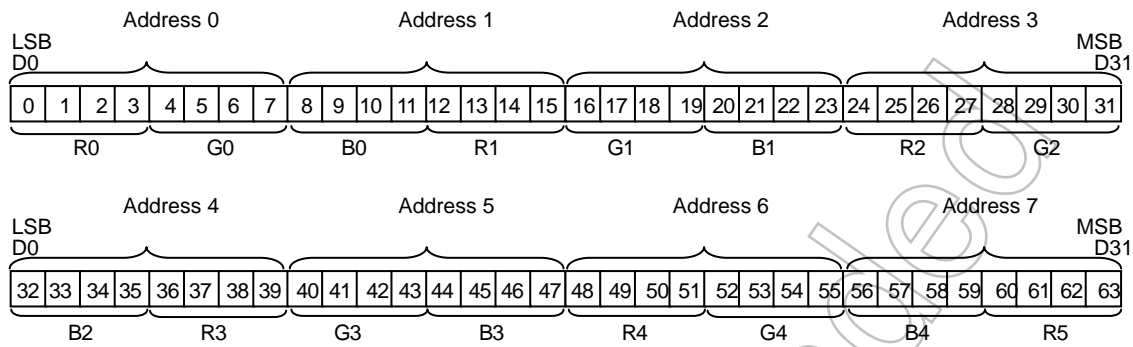 Address 0 Address 1 Address 2 Address 3
LSB MSB
D0 D31
0 1 2 3 4 5 6 7 8 9 10 11 12 13 14 15 16 17 18 19 20 21 22 23 24 25 26 27 28 29 30 31
R0 G0 B0 R1 G1 B1 R2 G2
Address 4 Address 5 Address 6 Address 7
LSB MSB
D0 D31
32 33 34 35 36 37 38 39 40 41 42 43 44 45 46 47 48 49 50 51 52 53 54 55 56 57 58 59 60 61 62 63
B2 R3 G3 B3 R4 G4 B4 R5
ded